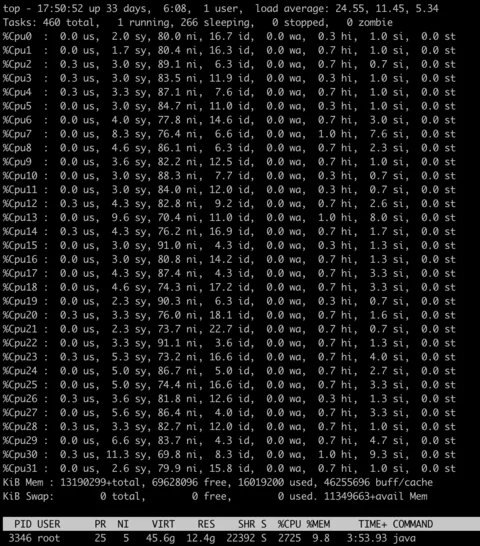 top - 17:50:52 up 33 days,  6:08,  1 user,  load average: 24.55, 11.45, 5.34
Tasks: 460 total,   1 running, 266 sleeping,   0 stopped,   0 zombie
%Cpu0  :  0.0 us,  2.0 sy, 80.0 ni, 16.7 id,  0.0 wa,  0.3 hi,  1.0 si,  0.0 st
%Cpu1  :  0.0 us,  1.7 sy, 80.4 ni, 16.3 id,  0.0 wa,  0.7 hi,  1.0 si,  0.0 st
%Cpu2  :  0.3 us,  3.0 sy, 89.1 ni,  6.3 id,  0.0 wa,  0.7 hi,  0.7 si,  0.0 st
%Cpu3  :  0.3 us,  3.0 sy, 83.5 ni, 11.9 id,  0.0 wa,  0.3 hi,  1.0 si,  0.0 st
%Cpu4  :  0.3 us,  3.3 sy, 87.1 ni,  7.6 id,  0.0 wa,  0.7 hi,  1.0 si,  0.0 st
%Cpu5  :  0.0 us,  3.0 sy, 84.7 ni, 11.0 id,  0.0 wa,  0.3 hi,  1.0 si,  0.0 st
%Cpu6  :  0.0 us,  4.0 sy, 77.8 ni, 14.6 id,  0.0 wa,  0.7 hi,  3.0 si,  0.0 st
%Cpu7  :  0.0 us,  8.3 sy, 76.4 ni,  6.6 id,  0.0 wa,  1.0 hi,  7.6 si,  0.0 st
%Cpu8  :  0.0 us,  4.6 sy, 86.1 ni,  6.3 id,  0.0 wa,  0.7 hi,  2.3 si,  0.0 st
%Cpu9  :  0.0 us,  3.6 sy, 82.2 ni, 12.5 id,  0.0 wa,  0.7 hi,  1.0 si,  0.0 st
%Cpu10 :  0.0 us,  3.0 sy, 88.3 ni,  7.7 id,  0.0 wa,  0.3 hi,  0.7 si,  0.0 st
%Cpu11 :  0.0 us,  3.0 sy, 84.0 ni, 12.0 id,  0.0 wa,  0.3 hi,  0.7 si,  0.0 st
%Cpu12 :  0.3 us,  4.3 sy, 82.8 ni,  9.2 id,  0.0 wa,  0.7 hi,  2.6 si,  0.0 st
%Cpu13 :  0.0 us,  9.6 sy, 70.4 ni, 11.0 id,  0.0 wa,  1.0 hi,  8.0 si,  0.0 st
%Cpu14 :  0.0 us,  4.3 sy, 76.2 ni, 16.9 id,  0.0 wa,  0.7 hi,  1.7 si,  0.0 st
%Cpu15 :  0.0 us,  3.0 sy, 91.0 ni,  4.3 id,  0.0 wa,  0.3 hi,  1.3 si,  0.0 st
%Cpu16 :  0.0 us,  3.0 sy, 80.8 ni, 14.2 id,  0.0 wa,  0.7 hi,  1.3 si,  0.0 st
%Cpu17 :  0.0 us,  4.3 sy, 87.4 ni,  4.3 id,  0.0 wa,  0.7 hi,  3.3 si,  0.0 st
%Cpu18 :  0.0 us,  4.6 sy, 74.3 ni, 17.2 id,  0.0 wa,  0.7 hi,  3.3 si,  0.0 st
%Cpu19 :  0.0 us,  2.3 sy, 90.3 ni,  6.3 id,  0.0 wa,  0.3 hi,  0.7 si,  0.0 st
%Cpu20 :  0.3 us,  3.3 sy, 76.0 ni, 18.1 id,  0.0 wa,  0.7 hi,  1.6 si,  0.0 st
%Cpu21 :  0.0 us,  2.3 sy, 73.7 ni, 22.7 id,  0.0 wa,  0.7 hi,  0.7 si,  0.0 st
%Cpu22 :  0.0 us,  3.3 sy, 91.1 ni,  3.6 id,  0.0 wa,  0.7 hi,  1.3 si,  0.0 st
%Cpu23 :  0.3 us,  5.3 sy, 73.2 ni, 16.6 id,  0.0 wa,  0.7 hi,  4.0 si,  0.0 st
%Cpu24 :  0.0 us,  5.0 sy, 86.7 ni,  5.0 id,  0.0 wa,  0.7 hi,  2.7 si,  0.0 st
%Cpu25 :  0.0 us,  5.0 sy, 74.4 ni, 16.6 id,  0.0 wa,  0.7 hi,  3.3 si,  0.0 st
%Cpu26 :  0.3 us,  3.6 sy, 81.8 ni, 12.6 id,  0.0 wa,  0.3 hi,  1.3 si,  0.0 st
%Cpu27 :  0.0 us,  5.6 sy, 86.4 ni,  4.0 id,  0.0 wa,  0.7 hi,  3.3 si,  0.0 st
%Cpu28 :  0.3 us,  3.3 sy, 82.7 ni, 12.0 id,  0.0 wa,  0.7 hi,  1.0 si,  0.0 st
%Cpu29 :  0.0 us,  6.6 sy, 83.7 ni,  4.3 id,  0.0 wa,  0.7 hi,  4.7 si,  0.0 st
%Cpu30 :  0.3 us, 11.3 sy, 69.8 ni,  8.3 id,  0.0 wa,  1.0 hi,  9.3 si,  0.0 st
%Cpu31 :  0.0 us,  2.6 sy, 79.9 ni, 15.8 id,  0.0 wa,  0.3 hi,  1.3 si,  0.0 st
KiB Mem : 13190299+total, 69628096 free, 16019200 used, 46255696 buff/cache
KiB Swap:        0 total,        0 free,        0 used. 11349663+avail Mem
PID USER      PR  NI    VIRT    RES    SHR S  %CPU %MEM     TIME+ COMMAND
3346 root      25   5   45.6g  12.4g  22392 S  2725  9.8   3:53.93 java